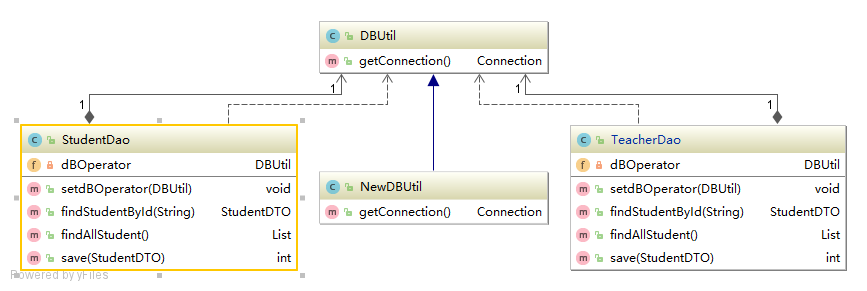 C DBUtil
m getConnection() Connection
1 1 1 1
C StudentDao
f dBOperator DBUtil
m setdBOperator(DBUtil) void
m findStudentById(String) StudentDTO
m findAllStudent() List
m save(StudentDTO) int
C NewDBUtil
m getConnection() Connection
C TeacherDao
f dBOperator DBUtil
m setdBOperator(DBUtil) void
m findStudentById(String) StudentDTO
m findAllStudent() List
m save(StudentDTO) int
Powered by yFiles